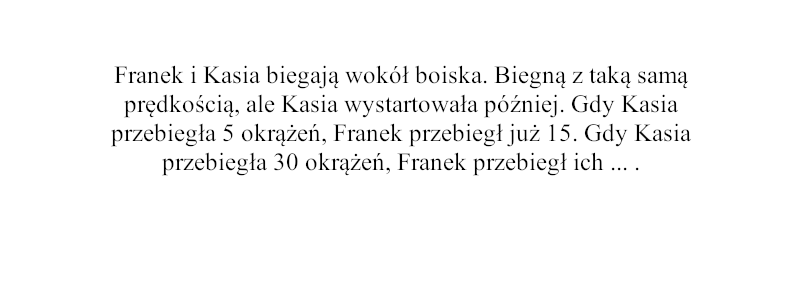 Franek i Kasia biegają wokół boiska. Biegną z taką samą
prędkością, ale Kasia wystartowała później. Gdy Kasia
przebiegła 5 okrążeń, Franek przebiegł już 15. Gdy Kasia
przebiegła 30 okrążeń, Franek przebiegł ich ... .